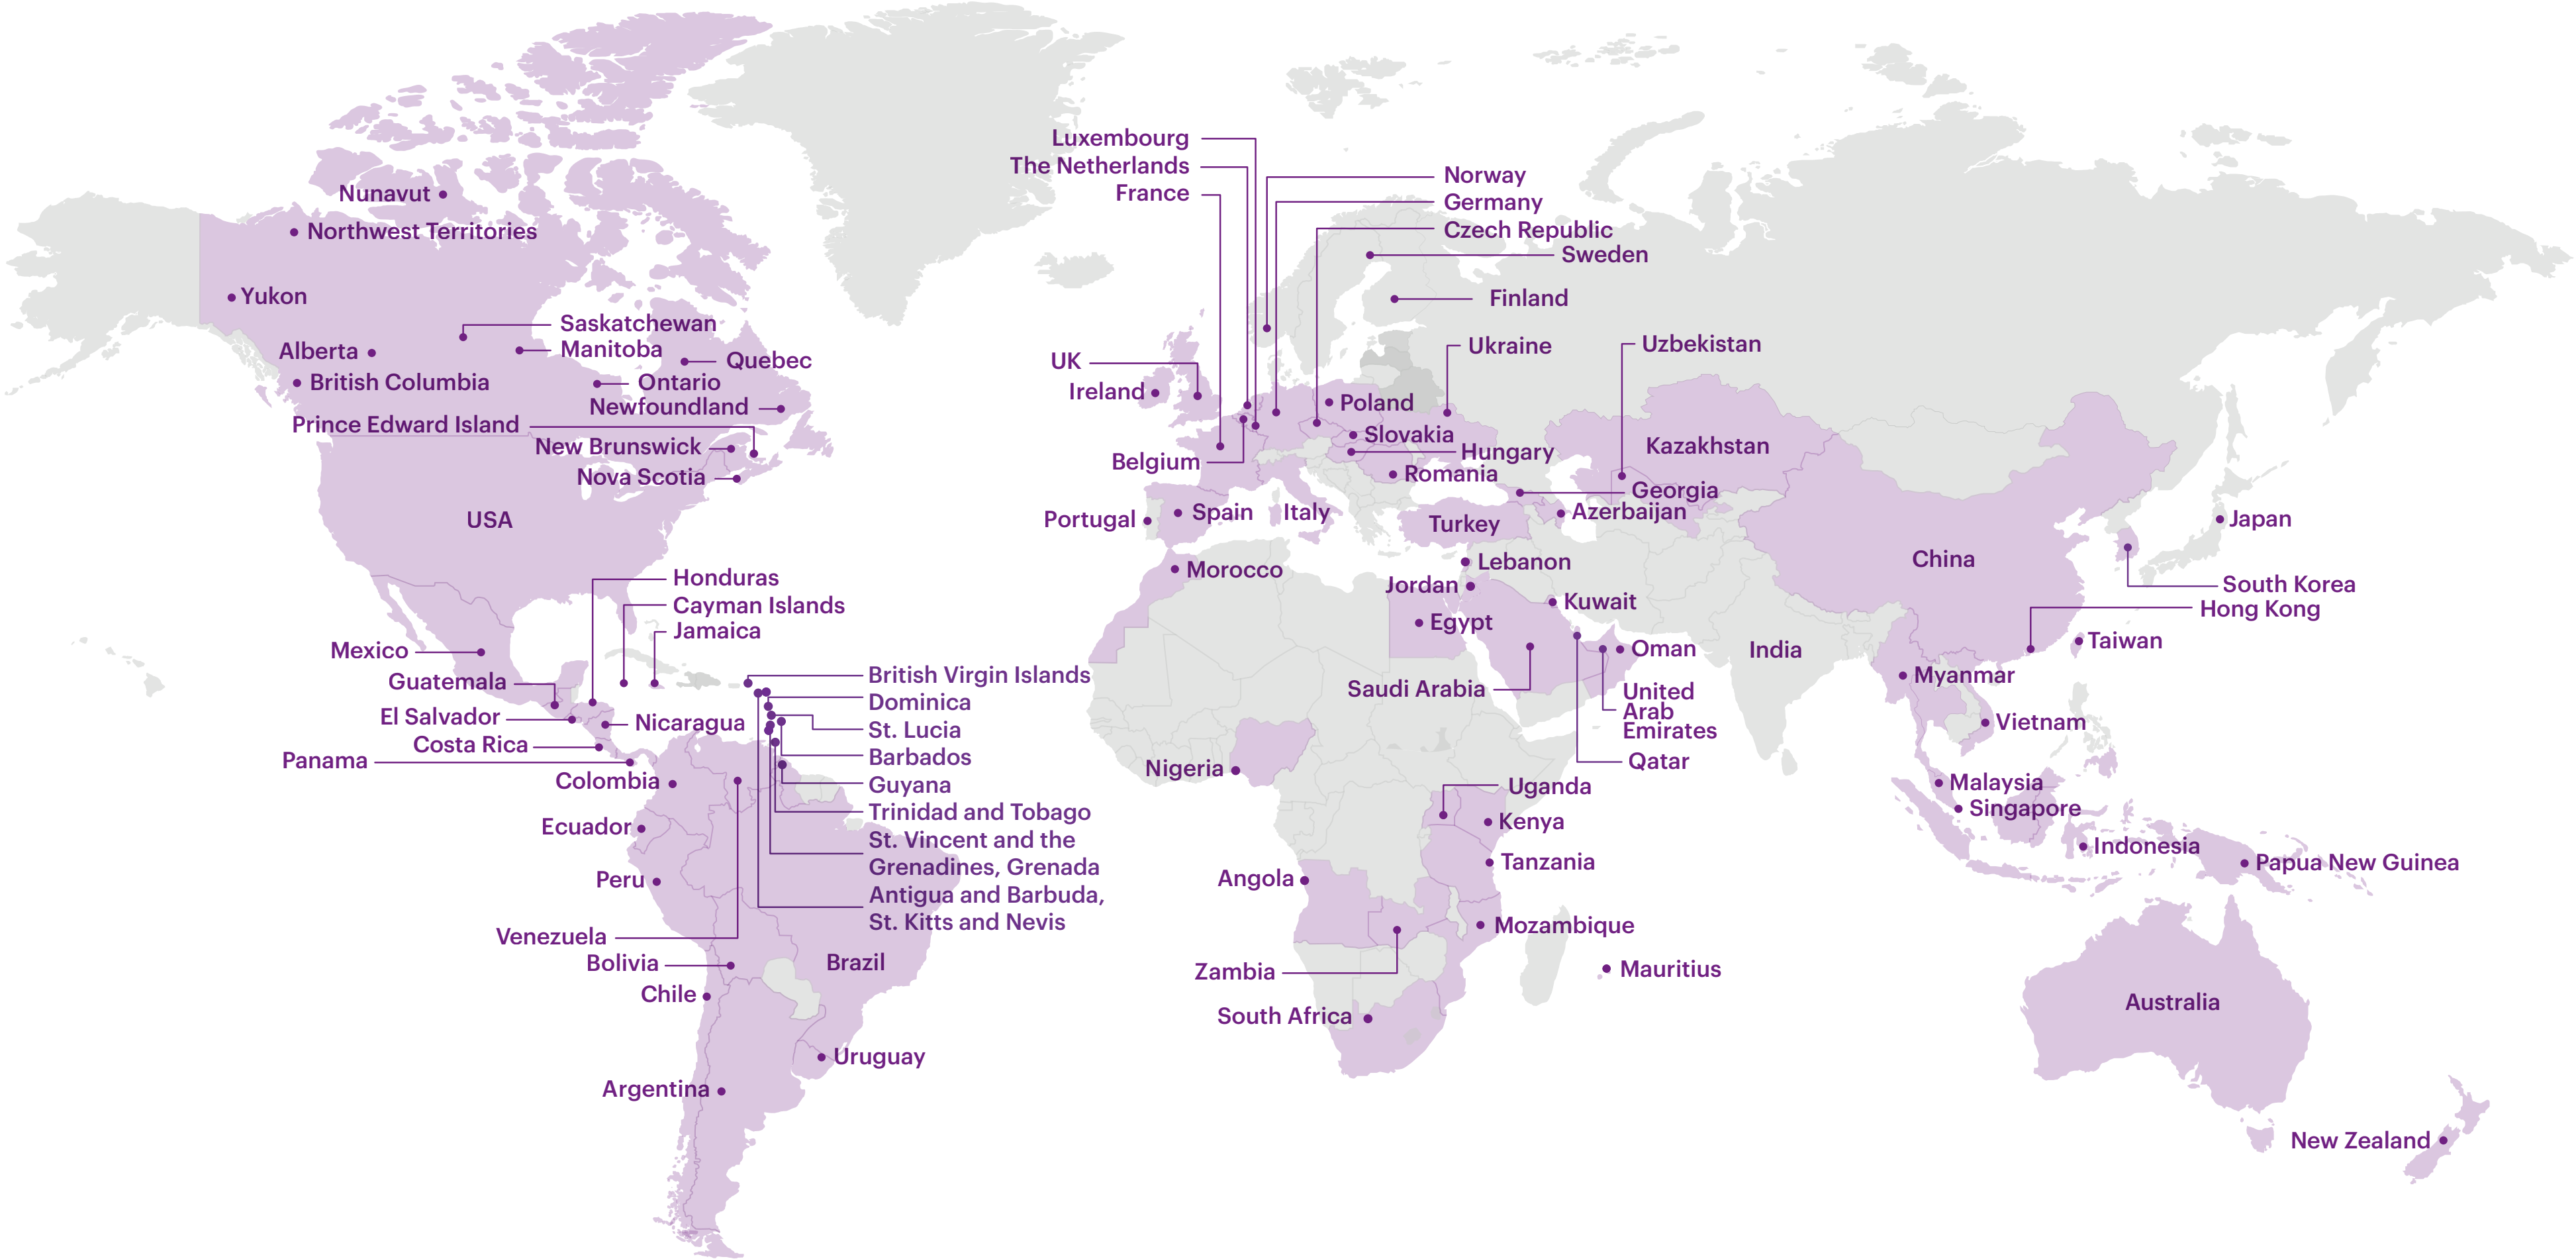 Nunavut
Northwest Territories
Yukon
Saskatchewan
Manitoba
Alberta
Quebec
British Columbia
Ontario
Newfoundland
Prince Edward Island
New Brunswick
Nova Scotia
USA
Honduras
Cayman Islands
Jamaica
Mexico
Guatemala
El Salvador
Nicaragua
Costa Rica
Panama
Colombia
Ecuador
Peru
Venezuela
Bolivia
Chile
Brazil
Uruguay
Argentina
British Virgin Islands
Dominica
St. Lucia
Barbados
Guyana
Trinidad and Tobago
St. Vincent and the
Grenadines, Grenada
Antigua and Barbuda,
St. Kitts and Nevis
Luxembourg
The Netherlands
France
Norway
Germany
Czech Republic
Sweden
Finland
Ukraine
Uzbekistan
UK
Ireland
Poland
Slovakia
Hungary
Romania
Belgium
Kazakhstan
Georgia
Azerbaijan
Portugal
Spain
Italy
Turkey
Morocco
Lebanon
Jordan
Kuwait
Egypt
Oman
Saudi Arabia
United
Arab
Emirates
Qatar
Nigeria
Uganda
Kenya
Tanzania
Angola
Mozambique
Zambia
Mauritius
South Africa
India
China
Japan
South Korea
Hong Kong
Taiwan
Myanmar
Vietnam
Malaysia
Singapore
Indonesia
Papua New Guinea
Australia
New Zealand